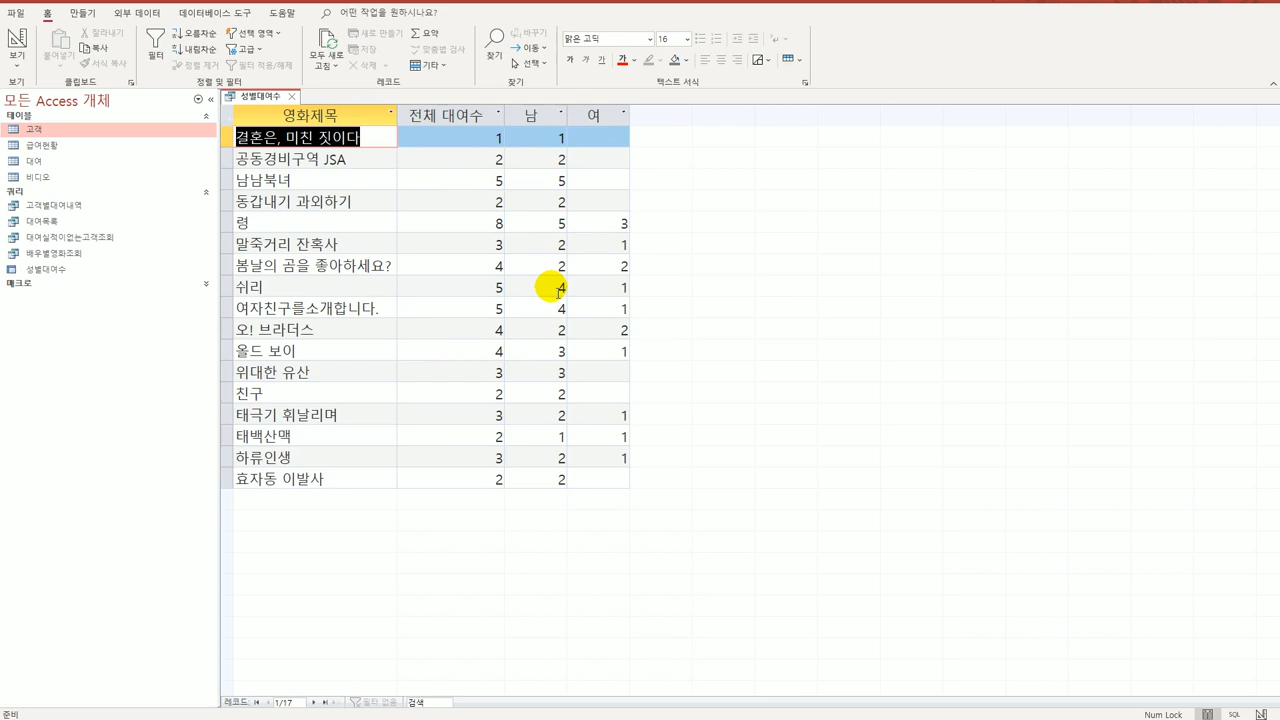 파일 홈 만들기 외부 데이터 데이터베이스 도구 도움말 어떤 작업을 원하시나요?
보기
붙여넣기
잘라내기
복사
서식 복사
클립보드
필터
오름차순
내림차순
정렬 제거
선택 영역
고급
필터 적용/해제
정렬 및 필터
모두 새로
고침
새로 만들기
저장
삭제
요약
맞춤법 검사
기타
레코드
찾기
바꾸기
이동
선택
찾기
맑은 고딕 16
가 가 가 가
텍스트 서식
모든 Access 개체
테이블
고객
급여현황
대여
비디오
쿼리
고객별대여내역
대여목록
대여실적이없는고객조회
배우별영화조회
성별대여수
매크로
성별대여수
영화제목 전체 대여수 남 여
결혼은, 미친 짓이다 1 1
공동경비구역 JSA 2 2
남남북녀 5 5
동갑내기 과외하기 2 2
령 8 5 3
말죽거리 잔혹사 3 2 1
봄날의 곰을 좋아하세요? 4 2 2
쉬리 5 4 1
여자친구를소개합니다. 5 4 1
오! 브라더스 4 2 2
올드 보이 4 3 1
위대한 유산 3 3
친구 2 2
태극기 휘날리며 3 2 1
태백산맥 2 1 1
하류인생 3 2 1
효자동 이발사 2 2
레코드: 1/17 필터 없음 검색
준비 Num Lock SQL